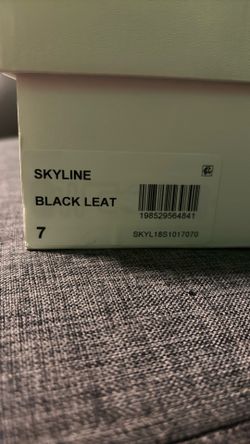 SKYLINE
BLACK LEAT
198529564841
7
SKYL18S1017070